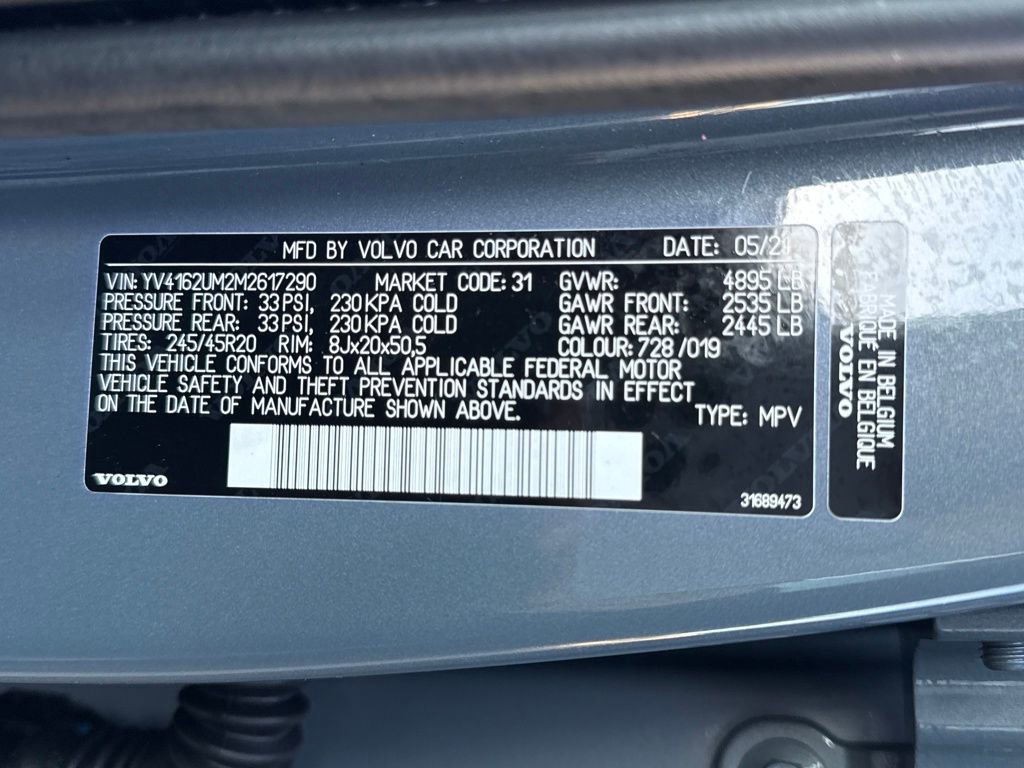 MFD BY VOLVO CAR CORPORATION DATE:
VIN: YV4162UM2M2617290 MARKET CODE: 31 GVWR: 4895 LB
PRESSURE FRONT: 33 PSI, 230 KPA COLD GAWR FRONT: 2535 LB
PRESSURE REAR: 33 PSI, 230 KPA COLD GAWR REAR: 2445 LB
TIRES: 245/45R20 RIM: 8Jx20x50,5 COLOUR: 728 /019
THIS VEHICLE CONFORMS TO ALL APPLICABLE FEDERAL MOTOR
VEHICLE SAFETY AND THEFT PREVENTION STANDARDS IN EFFECT
ON THE DATE OF MANUFACTURE SHOWN ABOVE. TYPE: MPV
VOLVO
31689473
MADE IN BELGIUM
FABRIQUE EN BELGIQUE
VOLVO